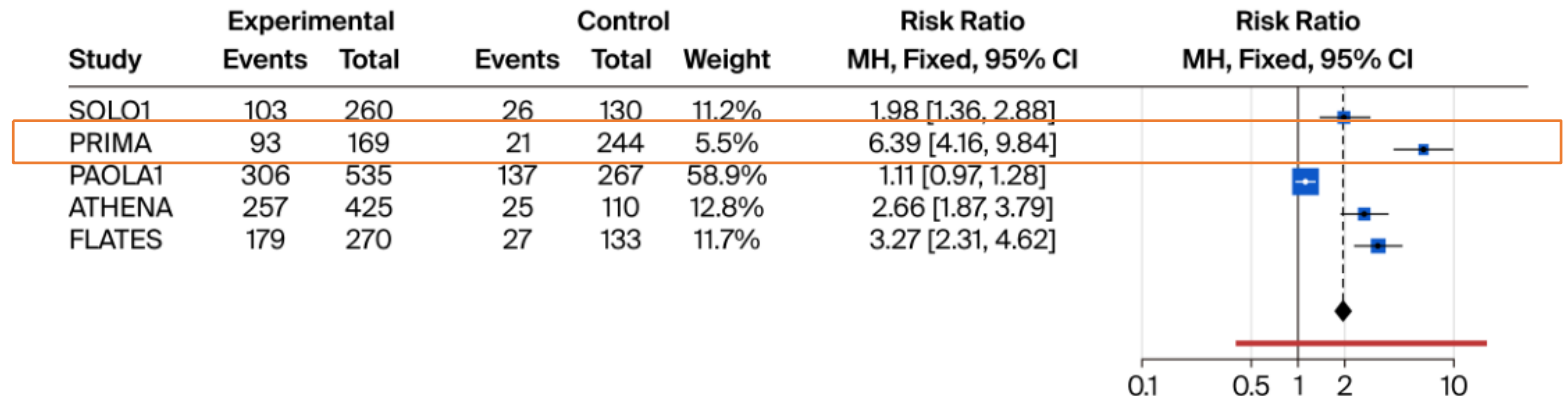 Experimental Control Risk Ratio Risk Ratio
Study Events Total Events Total Weight MH, Fixed, 95% CI MH, Fixed, 95% CI
SOLO1 103 260 26 130 11.2% 1.98 [1.36, 2.88]
PRIMA 93 169 21 244 5.5% 6.39 [4.16, 9.84]
PAOLA1 306 535 137 267 58.9% 1.11 [0.97, 1.28]
ATHENA 257 425 25 110 12.8% 2.66 [1.87, 3.79]
FLATES 179 270 27 133 11.7% 3.27 [2.31, 4.62]
0.1 0.5 1 2 10